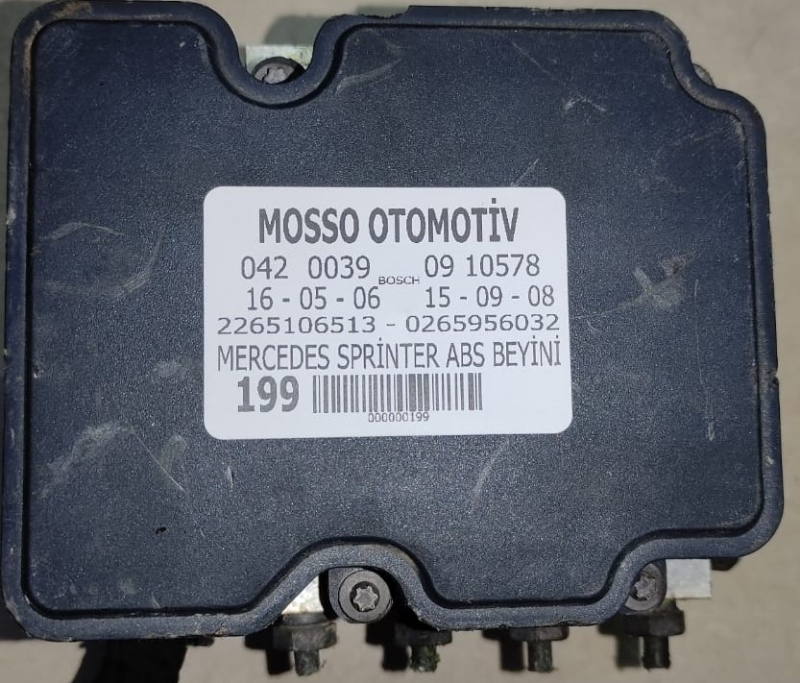 MOSSO OTOMOTİV
042 0039 BOSCH 09 10578
16 - 05 - 06 15 - 09 - 08
2265106513 - 0265956032
MERCEDES SPRİNTER ABS BEYİNİ
199
000000199